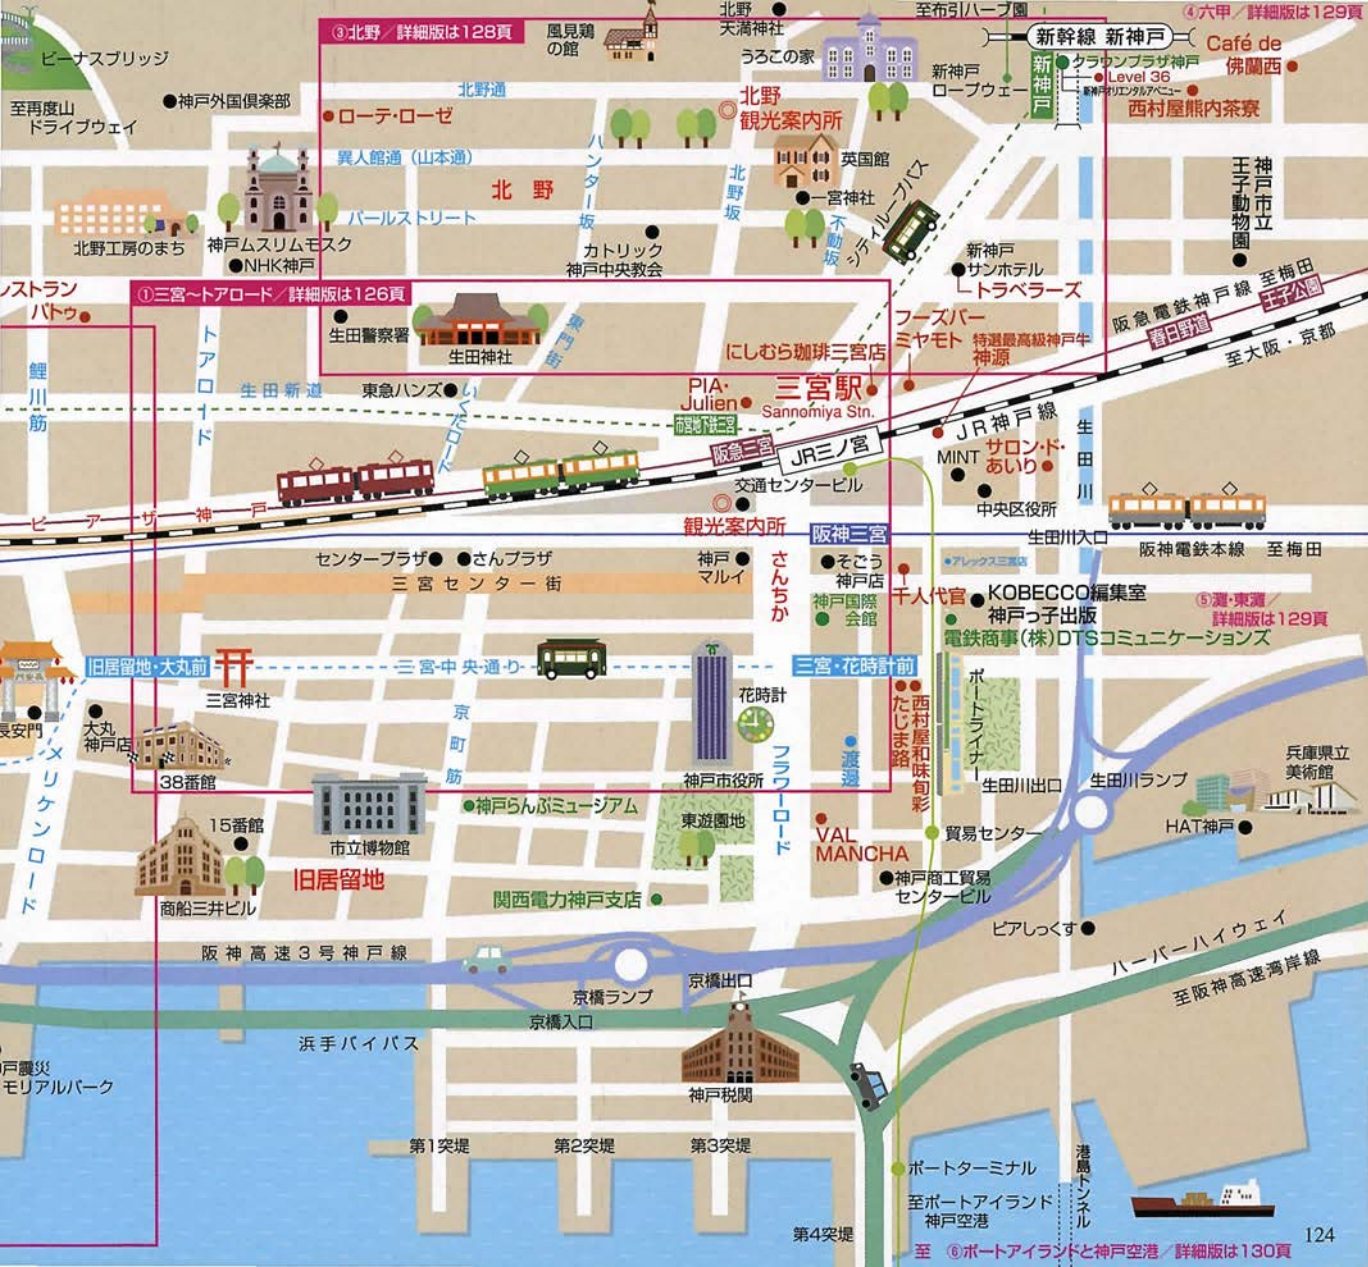 ③北野／詳細版は128頁
風見鶏
の館
北野
天満神社
至布引ハーブ園
④六甲／詳細版は129頁
新幹線 新神戸
Café de
佛蘭西
ビーナスブリッジ
うろこの家
新神戸
ロープウェー
新神戸
クラウンプラザ神戸
Level 36
新神戸オリエンタルアベニュー
西村屋熊内茶寮
至再度山
ドライブウェイ
神戸外国倶楽部
北野通
ローテ・ローゼ
北野
観光案内所
異人館通（山本通）
ハンター坂
北野坂
英国館
一宮神社
不動坂
シティループバス
神戸市立
王子動物園
北野
パールストリート
北野工房のまち
神戸ムスリムモスク
NHK神戸
カトリック
神戸中央教会
新神戸
サンホテル
トラベラーズ
レストラン
パトゥ
①三宮〜トアロード／詳細版は126頁
生田警察署
生田神社
東門街
フーズバー
ミヤモト
特選最高級神戸牛
神源
にしむら珈琲三宮店
阪急電鉄神戸線 至梅田
春日野道
王子公園
至大阪・京都
鯉川筋
トアロード
生田新道
東急ハンズ
いくたロード
PIA・
Julien
三宮駅
Sannomiya Stn.
市営地下鉄三宮
阪急三宮
JR三ノ宮
JR神戸線
生田川
MINT
サロン・ド・
あいり
中央区役所
交通センタービル
観光案内所
ピアザ神戸
阪神三宮
生田川入口
阪神電鉄本線 至梅田
センタープラザ
さんプラザ
神戸
マルイ
さんちか
そごう
神戸店
アレックス三宮店
三宮センター街
神戸国際
会館
千人代官
KOBECCO編集室
神戸っ子出版
電鉄商事(株)DTSコミュニケーションズ
⑤灘・東灘／
詳細版は129頁
旧居留地・大丸前
三宮神社
三宮中央通り
三宮・花時計前
長安門
大丸
神戸店
38番館
京町筋
花時計
神戸市役所
フラワーロード
渡邊
たじま路
西村屋和味旬彩
ポートライナー
生田川出口
生田川ランプ
兵庫県立
美術館
HAT神戸
メリケンロード
15番館
商船三井ビル
市立博物館
旧居留地
神戸らんぷミュージアム
東遊園地
VAL
MANCHA
貿易センター
神戸商工貿易
センタービル
関西電力神戸支店
ピアしっくす
阪神高速3号神戸線
京橋ランプ
京橋出口
京橋入口
ハーバーハイウェイ
至阪神高速湾岸線
浜手バイパス
神戸税関
戸震災
モリアルパーク
第1突堤
第2突堤
第3突堤
第4突堤
ポートターミナル
至ポートアイランド
神戸空港
港島トンネル
至 ⑥ポートアイランドと神戸空港／詳細版は130頁
124